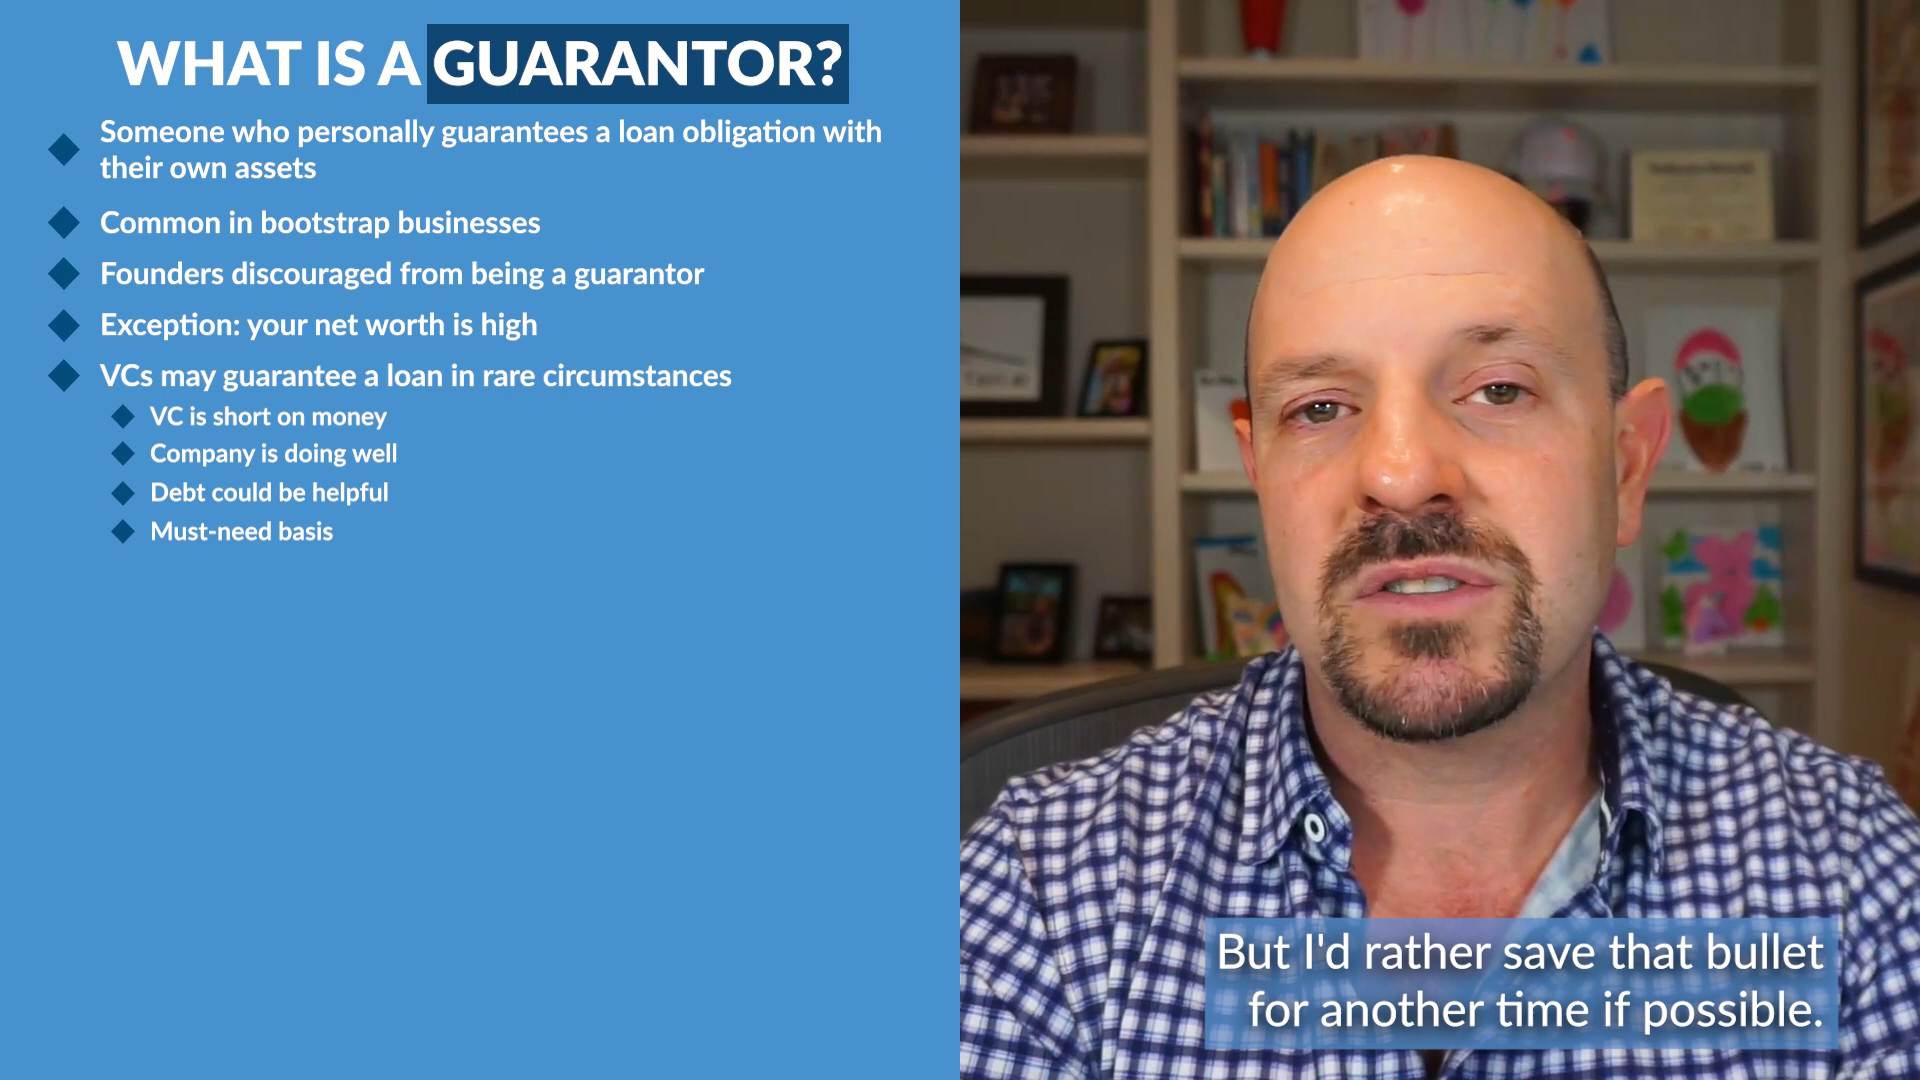 WHAT IS A GUARANTOR?
Someone who personally guarantees a loan obligation with
their own assets
Common in bootstrap businesses
Founders discouraged from being a guarantor
Exception: your net worth is high
VCs may guarantee a loan in rare circumstances
VC is short on money
Company is doing well
Debt could be helpful
Must-need basis
But I'd rather save that bullet
for another time if possible.